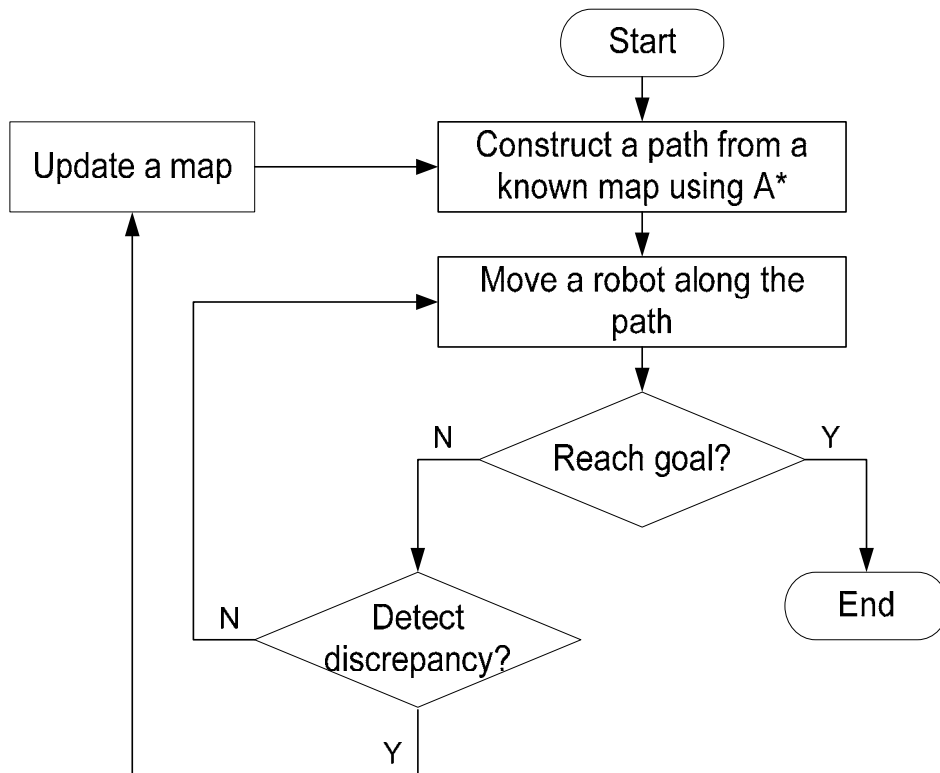 Start
Update a map
Construct a path from a
known map using A*
Move a robot along the
path
N
Y
Reach goal?
End
N
Detect
discrepancy?
Y